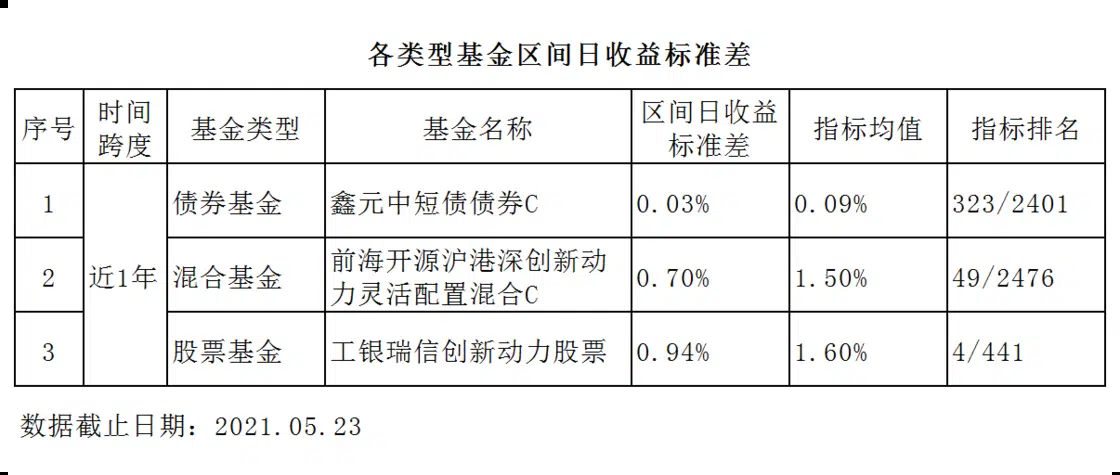 各类型基金区间日收益标准差
序号 时间跨度 基金类型 基金名称 区间日收益标准差 指标均值 指标排名
1 近1年 债券基金 鑫元中短债债券C 0.03% 0.09% 323/2401
2 混合基金 前海开源沪港深创新动力灵活配置混合C 0.70% 1.50% 49/2476
3 股票基金 工银瑞信创新动力股票 0.94% 1.60% 4/441
数据截止日期：2021.05.23